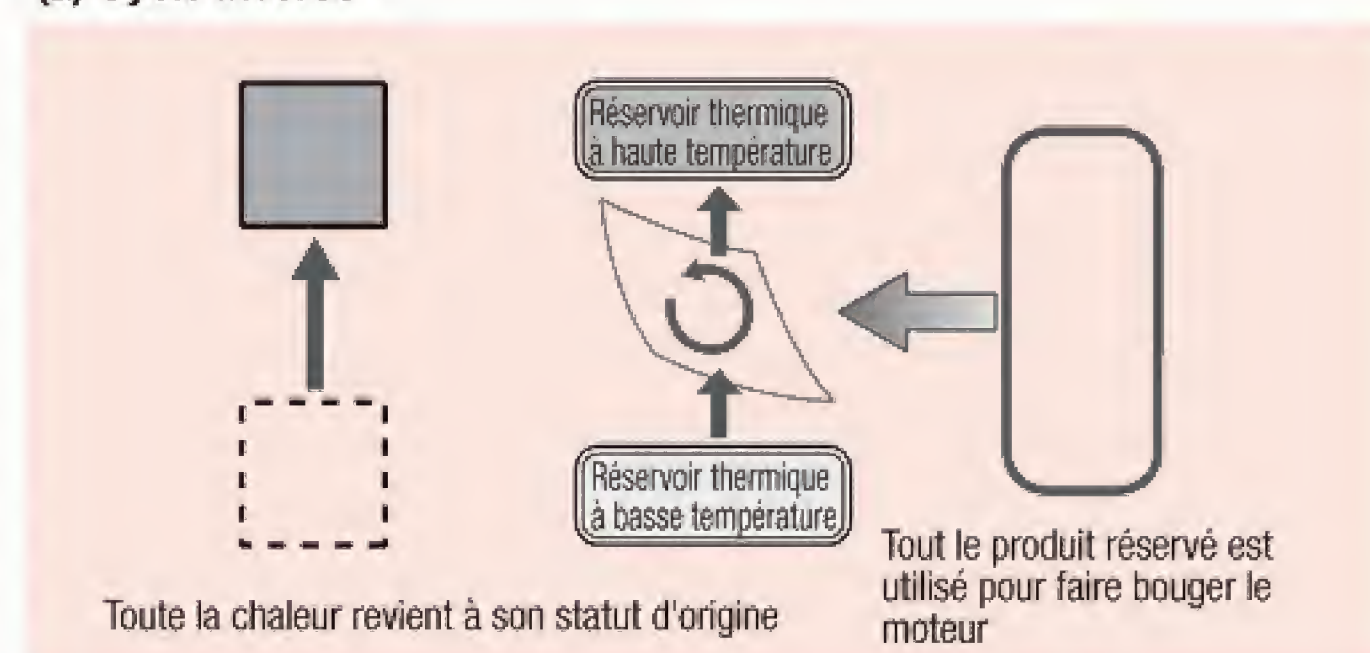 Réservoir thermique
à haute température
Réservoir thermique
à basse température
Toute la chaleur revient à son statut d'origine
Tout le produit réservé est
utilisé pour faire bouger le
moteur